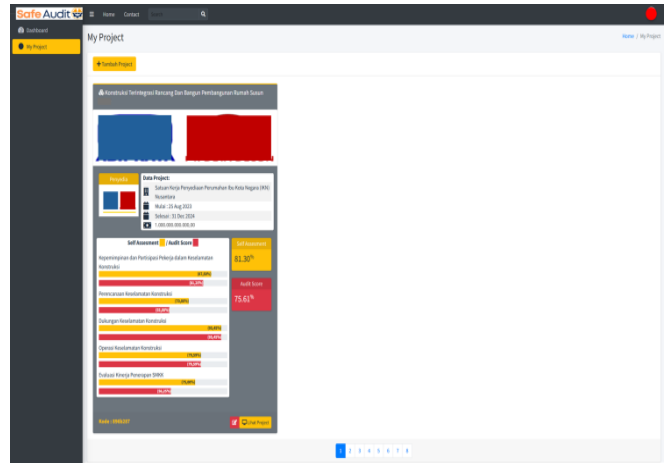 Safe Audit
Home Contact
Dashboard
My Project
My Project
Home / My Project
+Tambah Project
Konstruksi Terintegrasi Rancang Dan Bangun Pembangunan Rumah Susun
Penyedia
Data Project:
Satuan Kerja Penyediaan Perumahan Ibu Kota Negara (IKN)
Nusantara
Mulai : 25 Aug 2023
Selesai : 31 Dec 2024
1.000.000.000.000,00
Self Assesment / Audit Score
Kepemimpinan dan Partisipasi Pekerja dalam Keselamatan
Konstruksi
Perencanaan Keselamatan Konstruksi
Dukungan Keselamatan Konstruksi
Operasi Keselamatan Konstruksi
Evaluasi Kinerja Penerapan SMKK
Self Assesment
81.30%
Audit Score
75.61%
Lihat Project
1 2 3 4 5 6 7 8